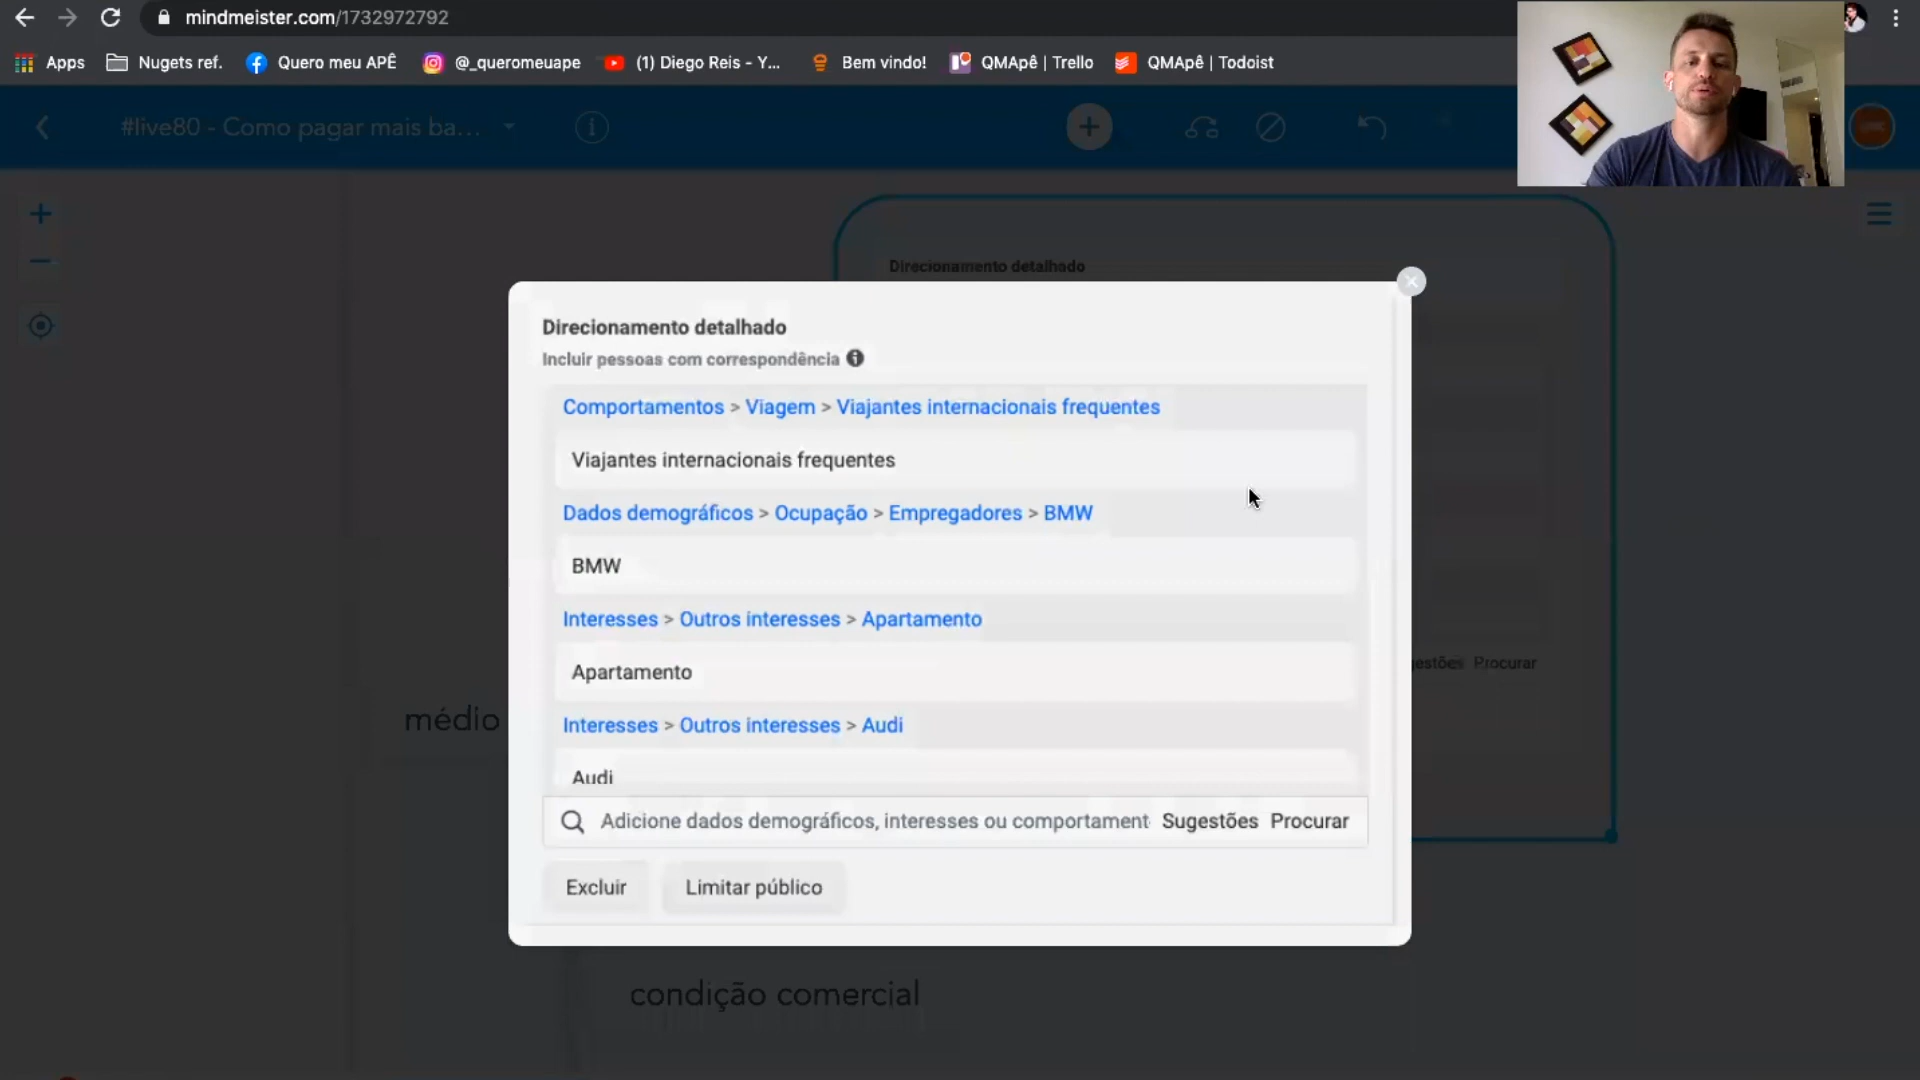 mindmeister.com/1732972792
Apps Nugets ref. Quero meu APÊ @_queromeuape (1) Diego Reis - Y... Bem vindo! QMApê | Trello QMApê | Todoist
#live80 - Como pagar mais ba...
Direcionamento detalhado
Direcionamento detalhado
Incluir pessoas com correspondência
Comportamentos > Viagem > Viajantes internacionais frequentes
Viajantes internacionais frequentes
Dados demográficos > Ocupação > Empregadores > BMW
BMW
Interesses > Outros interesses > Apartamento
Apartamento
estões Procurar
médio
Interesses > Outros interesses > Audi
Audi
Adicione dados demográficos, interesses ou comportament Sugestões Procurar
Excluir Limitar público
condição comercial